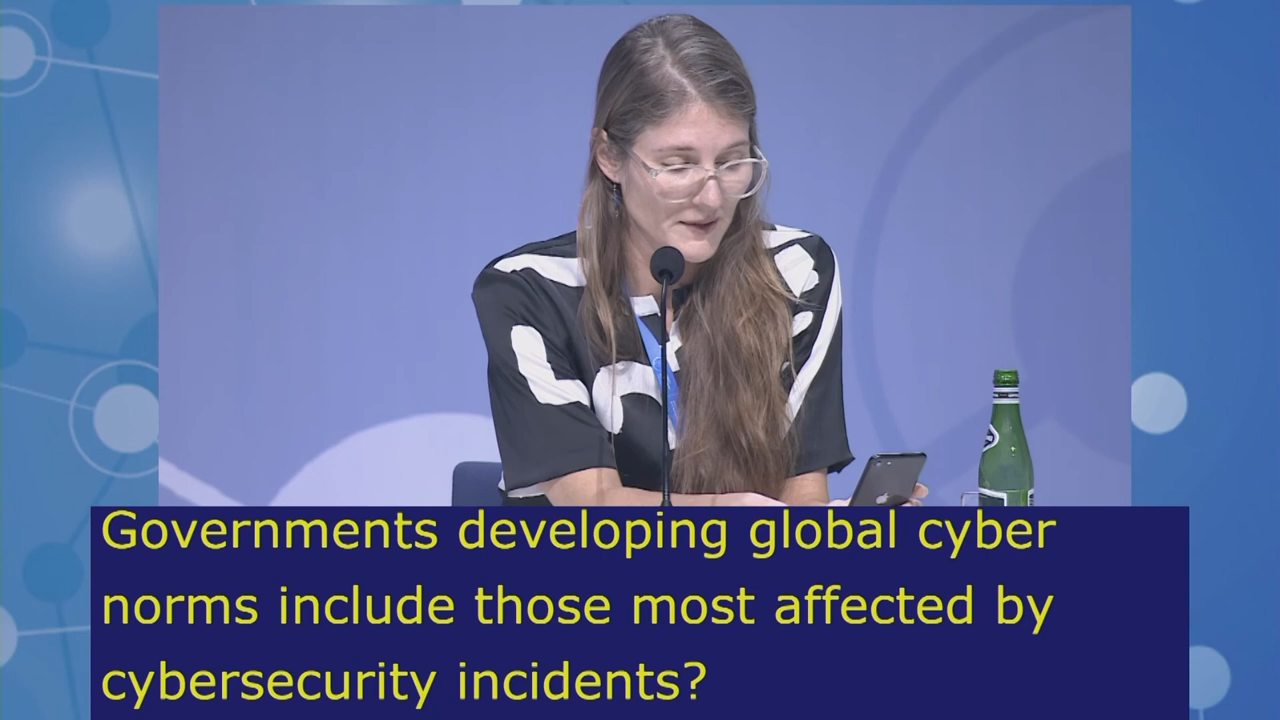 Governments developing global cyber
norms include those most affected by
cybersecurity incidents?